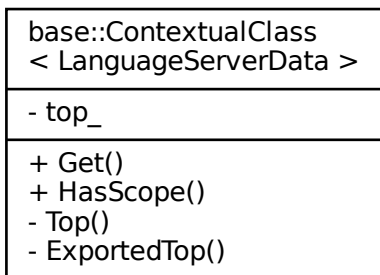 base::ContextualClass
< LanguageServerData >
- top_
+ Get()
+ HasScope()
- Top()
- ExportedTop()